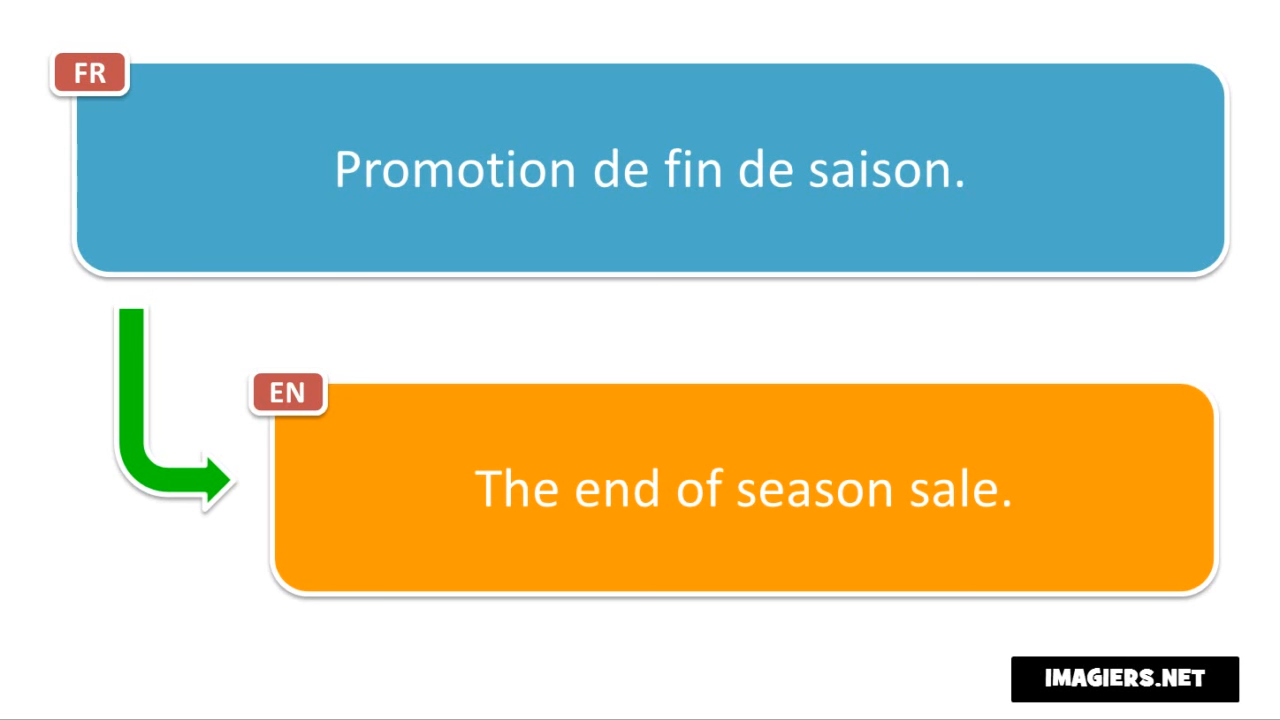 FR
Promotion de fin de saison.
EN
The end of season sale.
IMAGIERS.NET